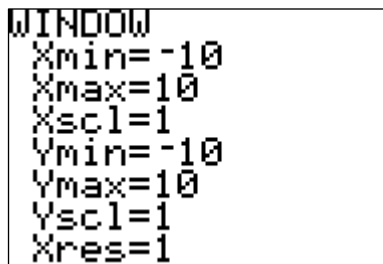 WINDOW
Xmin=-10
Xmax=10
Xscl=1
Ymin=-10
Ymax=10
Yscl=1
Xres=1